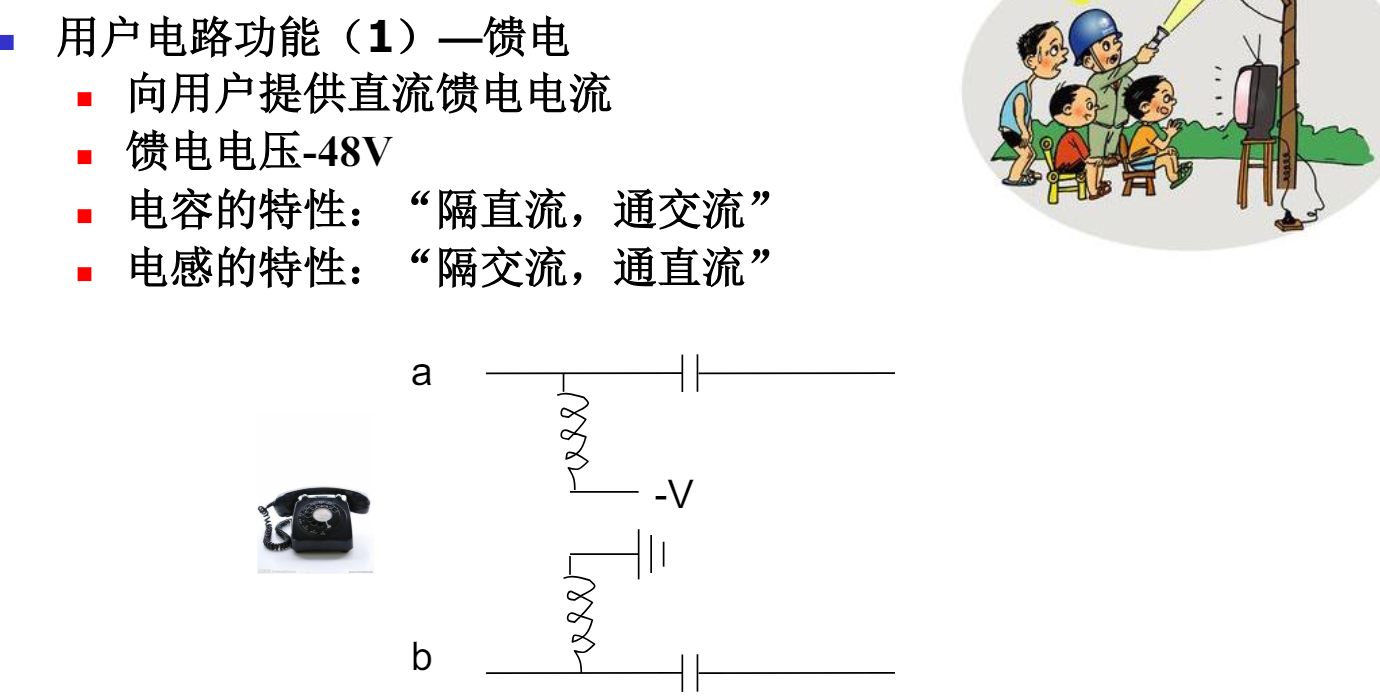 用户电路功能（1）—馈电
向用户提供直流馈电电流
馈电电压-48V
电容的特性：“隔直流，通交流”
电感的特性：“隔交流，通直流”
a
-V
b